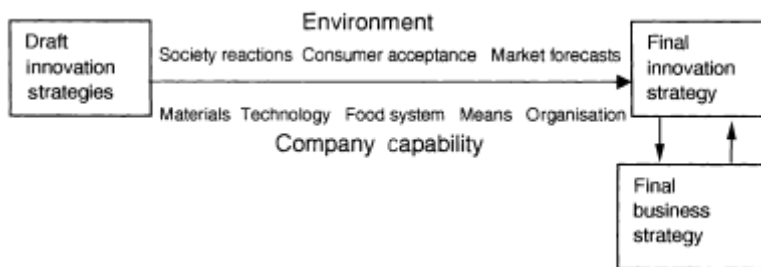 Environment
Draft
innovation
strategies
Society reactions Consumer acceptance Market forecasts
Final
innovation
strategy
Materials Technology Food system Means Organisation
Company capability
Final
business
strategy